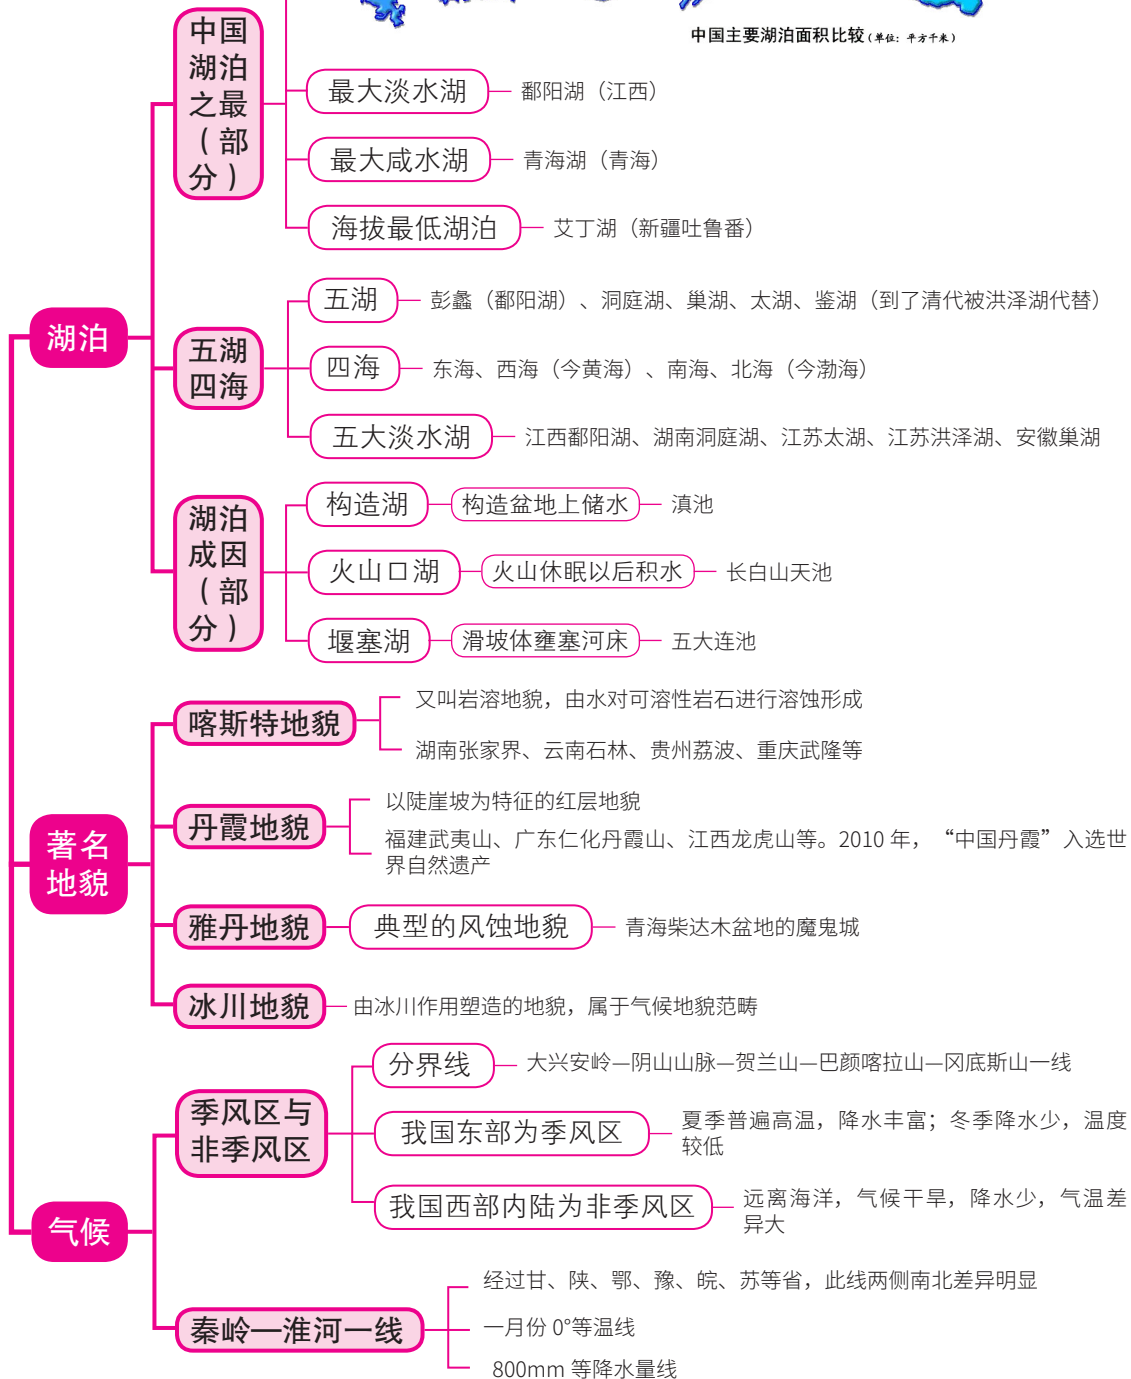 中国主要湖泊面积比较(单位：平方千米)
中国
湖泊
之最
（部
分）
最大淡水湖
鄱阳湖（江西）
最大咸水湖
青海湖（青海）
海拔最低湖泊
艾丁湖（新疆吐鲁番）
湖泊
五湖
四海
五湖
彭蠡（鄱阳湖）、洞庭湖、巢湖、太湖、鉴湖（到了清代被洪泽湖代替）
四海
东海、西海（今黄海）、南海、北海（今渤海）
五大淡水湖
江西鄱阳湖、湖南洞庭湖、江苏太湖、江苏洪泽湖、安徽巢湖
湖泊
成因
（部
分）
构造湖
构造盆地上储水
滇池
火山口湖
火山休眠以后积水
长白山天池
堰塞湖
滑坡体壅塞河床
五大连池
著名
地貌
喀斯特地貌
又叫岩溶地貌，由水对可溶性岩石进行溶蚀形成
湖南张家界、云南石林、贵州荔波、重庆武隆等
丹霞地貌
以陡崖坡为特征的红层地貌
福建武夷山、广东仁化丹霞山、江西龙虎山等。2010 年，“中国丹霞”入选世
界自然遗产
雅丹地貌
典型的风蚀地貌
青海柴达木盆地的魔鬼城
冰川地貌
由冰川作用塑造的地貌，属于气候地貌范畴
气候
季风区与
非季风区
分界线
大兴安岭—阴山山脉—贺兰山—巴颜喀拉山—冈底斯山一线
我国东部为季风区
夏季普遍高温，降水丰富；冬季降水少，温度
较低
我国西部内陆为非季风区
远离海洋，气候干旱，降水少，气温差
异大
秦岭—淮河一线
经过甘、陕、鄂、豫、皖、苏等省，此线两侧南北差异明显
一月份 0°等温线
800mm 等降水量线